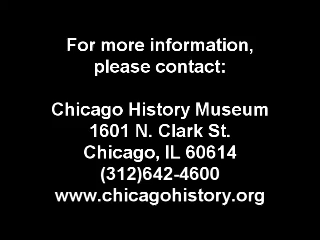 For more information,
please contact:
Chicago History Museum
1601 N. Clark St.
Chicago, IL 60614
(312)642-4600
www.chicagohistory.org